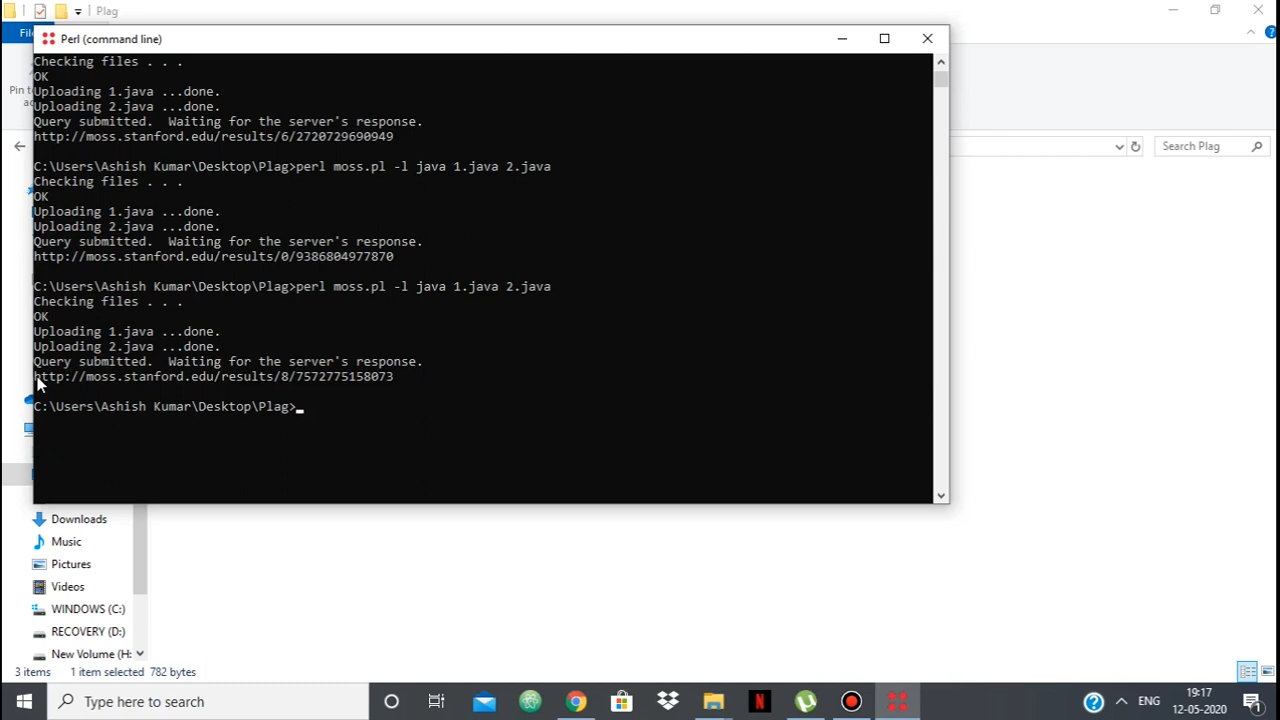 Plag
Fil
Perl (command line)
Pin to
Search Plag
Checking files . . .
OK
Uploading 1.java ...done.
Uploading 2.java ...done.
Query submitted.  Waiting for the server's response.
http://moss.stanford.edu/results/6/2720729690949
C:\Users\Ashish Kumar\Desktop\Plag>perl moss.pl -l java 1.java 2.java
Checking files . . .
OK
Uploading 1.java ...done.
Uploading 2.java ...done.
Query submitted.  Waiting for the server's response.
http://moss.stanford.edu/results/0/9386804977870
C:\Users\Ashish Kumar\Desktop\Plag>perl moss.pl -l java 1.java 2.java
Checking files . . .
OK
Uploading 1.java ...done.
Uploading 2.java ...done.
Query submitted.  Waiting for the server's response.
http://moss.stanford.edu/results/8/7572775158073
C:\Users\Ashish Kumar\Desktop\Plag>
Downloads
Music
Pictures
Videos
WINDOWS (C:)
RECOVERY (D:)
New Volume (H:
3 items 1 item selected 782 bytes
Type here to search
ENG
19:17
12-05-2020
1